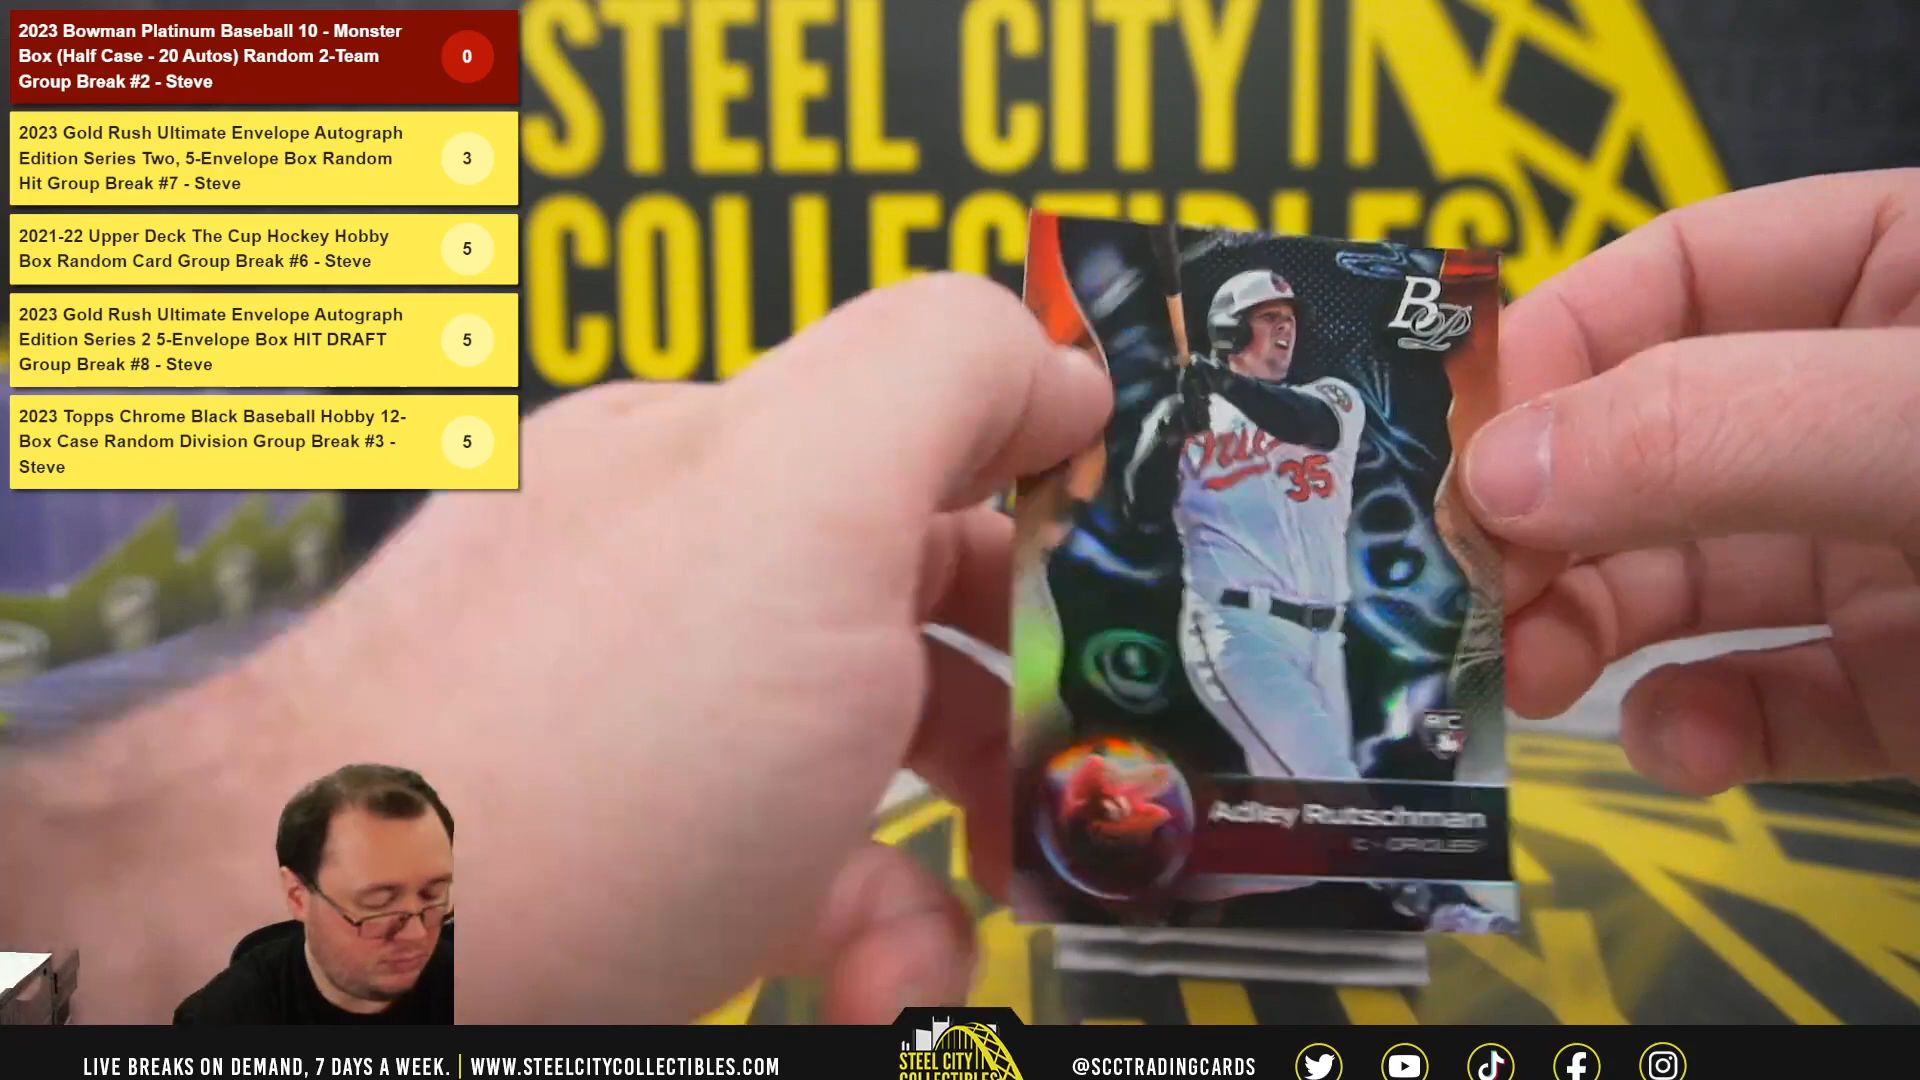 2023 Bowman Platinum Baseball 10 - Monster
Box (Half Case - 20 Autos) Random 2-Team
Group Break #2 - Steve
0
2023 Gold Rush Ultimate Envelope Autograph
Edition Series Two, 5-Envelope Box Random
Hit Group Break #7 - Steve
3
2021-22 Upper Deck The Cup Hockey Hobby
Box Random Card Group Break #6 - Steve
5
2023 Gold Rush Ultimate Envelope Autograph
Edition Series 2 5-Envelope Box HIT DRAFT
Group Break #8 - Steve
5
2023 Topps Chrome Black Baseball Hobby 12-
Box Case Random Division Group Break #3 -
Steve
5
STEEL CITY
COLLECTIBLES
B
35
RC
Adley Rutschman
C - ORIOLES
LIVE BREAKS ON DEMAND, 7 DAYS A WEEK. | WWW.STEELCITYCOLLECTIBLES.COM
STEEL CITY
COLLECTIBLES
@SCCTRADINGCARDS